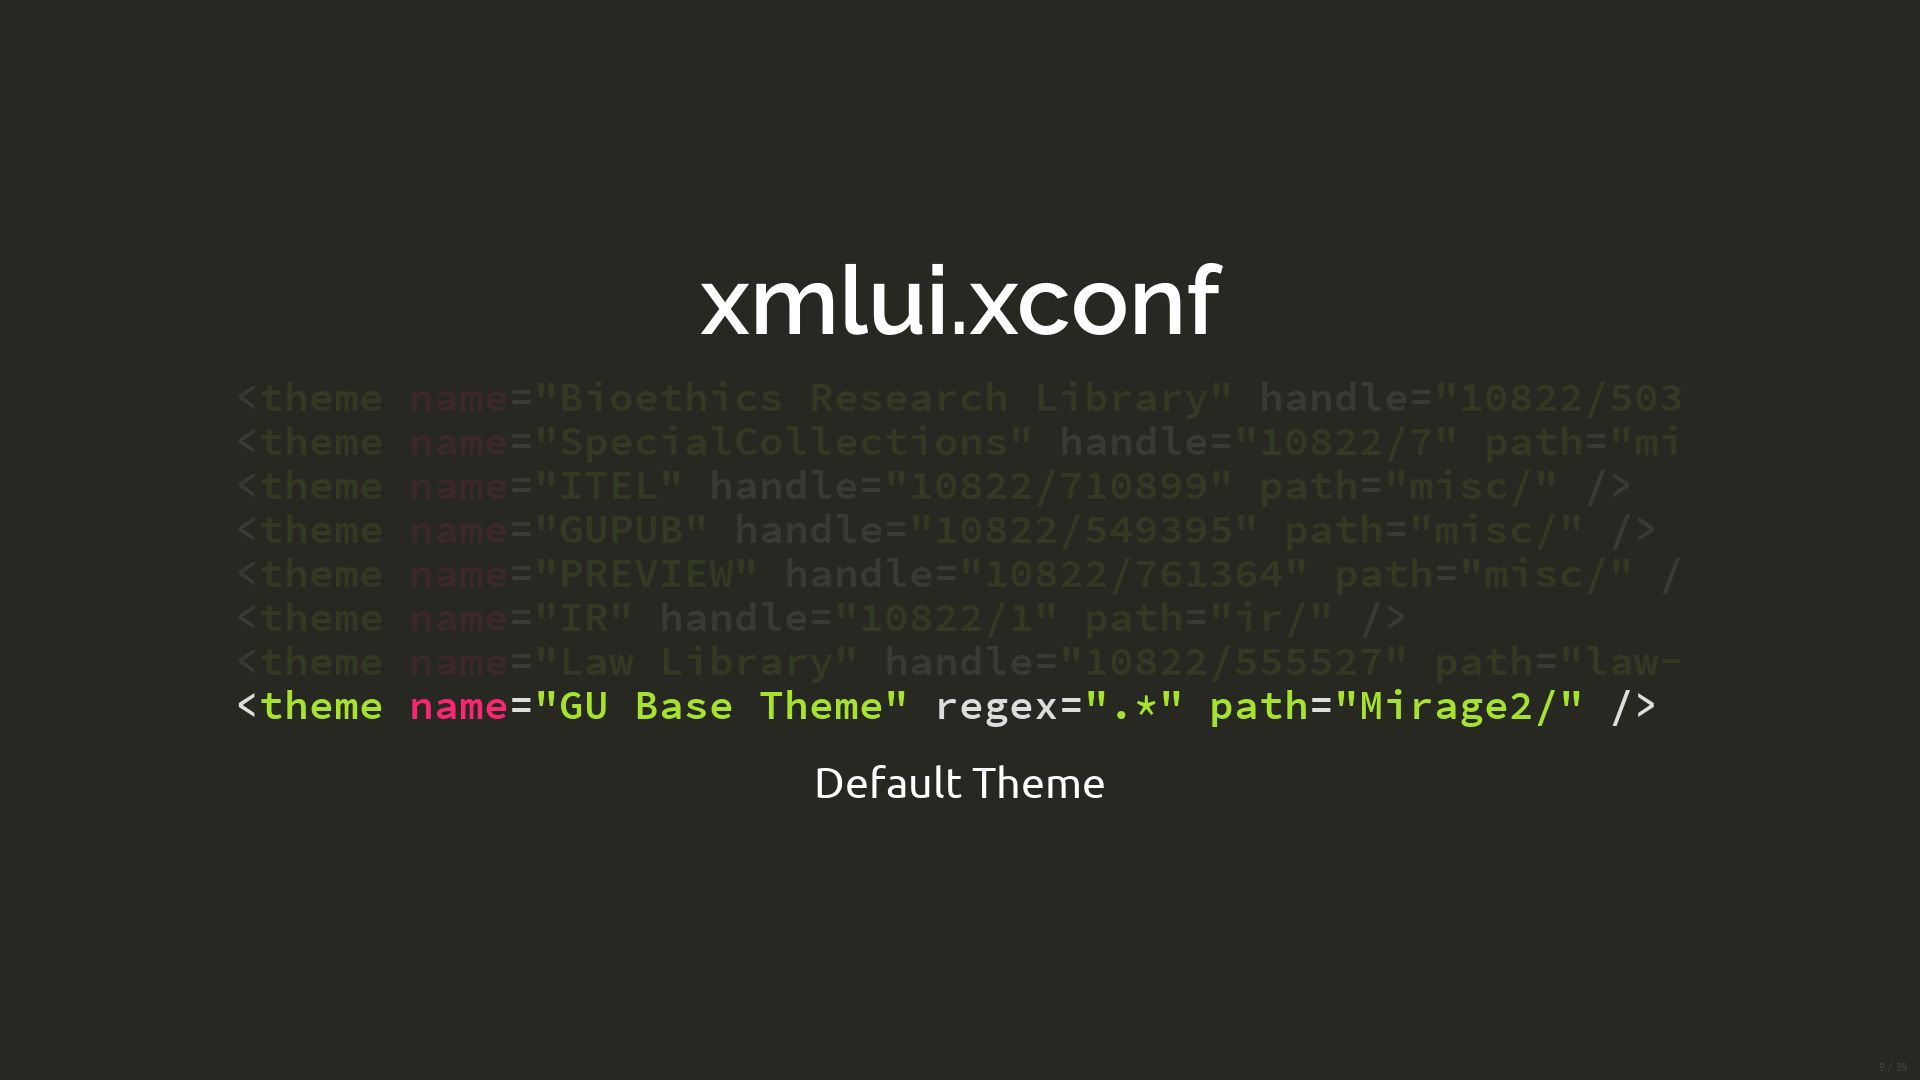 xmlui.xconf
<theme name="Bioethics Research Library" handle="10822/503
<theme name="SpecialCollections" handle="10822/7" path="mi
<theme name="ITEL" handle="10822/710899" path="misc/" />
<theme name="GUPUB" handle="10822/549395" path="misc/" />
<theme name="PREVIEW" handle="10822/761364" path="misc/" /
<theme name="IR" handle="10822/1" path="ir/" />
<theme name="Law Library" handle="10822/555527" path="law-
<theme name="GU Base Theme" regex=".*" path="Mirage2/" />
Default Theme
9 / 39